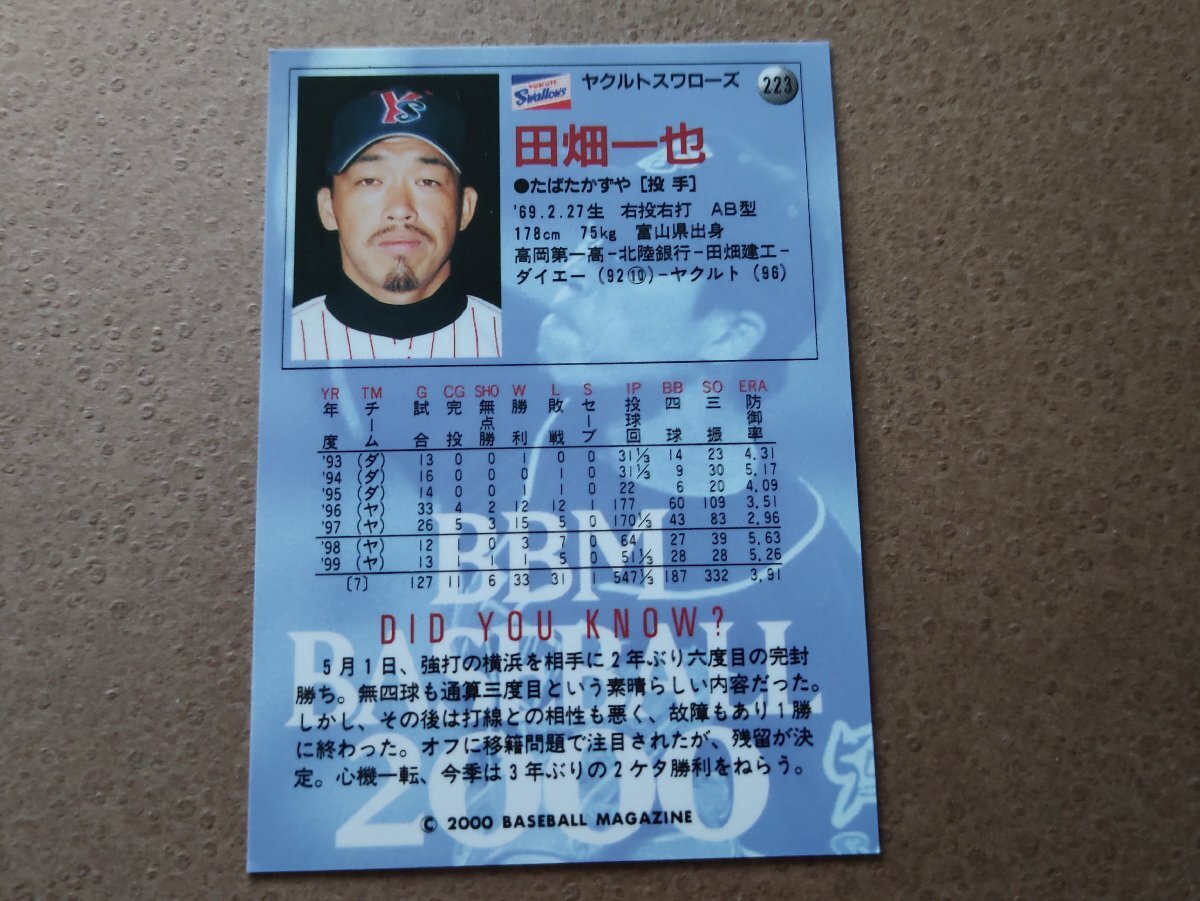 YS
YAKULT
Swallows
ヤクルトスワローズ
223
田畑一也
●たばたかずや [投手]
'69.2.27生 右投右打 AB型
178cm 75kg 富山県出身
高岡第一高−北陸銀行−田畑建工−
ダイエー (92⑩)−ヤクルト (96)
YR TM G CG SHO W L S IP BB SO ERA
年度 チーム 試合 完投 無点勝 勝利 敗戦 セーブ 投球回 四球 三振 防御率
'93 (ダ) 13 0 0 1 0 0 31⅓ 14 23 4.31
'94 (ダ) 16 0 0 0 1 0 31⅓ 9 30 5.17
'95 (ダ) 14 0 0 1 1 0 22 6 20 4.09
'96 (ヤ) 33 4 2 12 12 1 177 60 109 3.51
'97 (ヤ) 26 5 3 15 5 0 170⅓ 43 83 2.96
'98 (ヤ) 12 1 0 3 7 0 64 27 39 5.63
'99 (ヤ) 13 1 1 1 5 0 51⅓ 28 28 5.26
〔7〕 127 11 6 33 31 1 547⅓ 187 332 3.91
BBM
BASEBALL
2000
DID YOU KNOW?
5月1日、強打の横浜を相手に2年ぶり六度目の完封
勝ち。無四球も通算三度目という素晴らしい内容だった。
しかし、その後は打線との相性も悪く、故障もあり1勝
に終わった。オフに移籍問題で注目されたが、残留が決
定。心機一転、今季は3年ぶりの2ケタ勝利をねらう。
© 2000 BASEBALL MAGAZINE